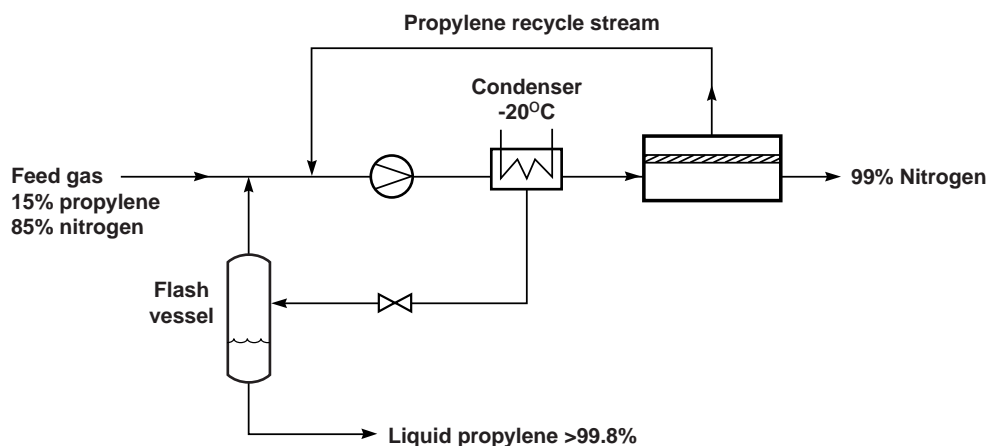 Propylene recycle stream
Condenser
-20°C
Feed gas
15% propylene
85% nitrogen
99% Nitrogen
Flash
vessel
Liquid propylene >99.8%